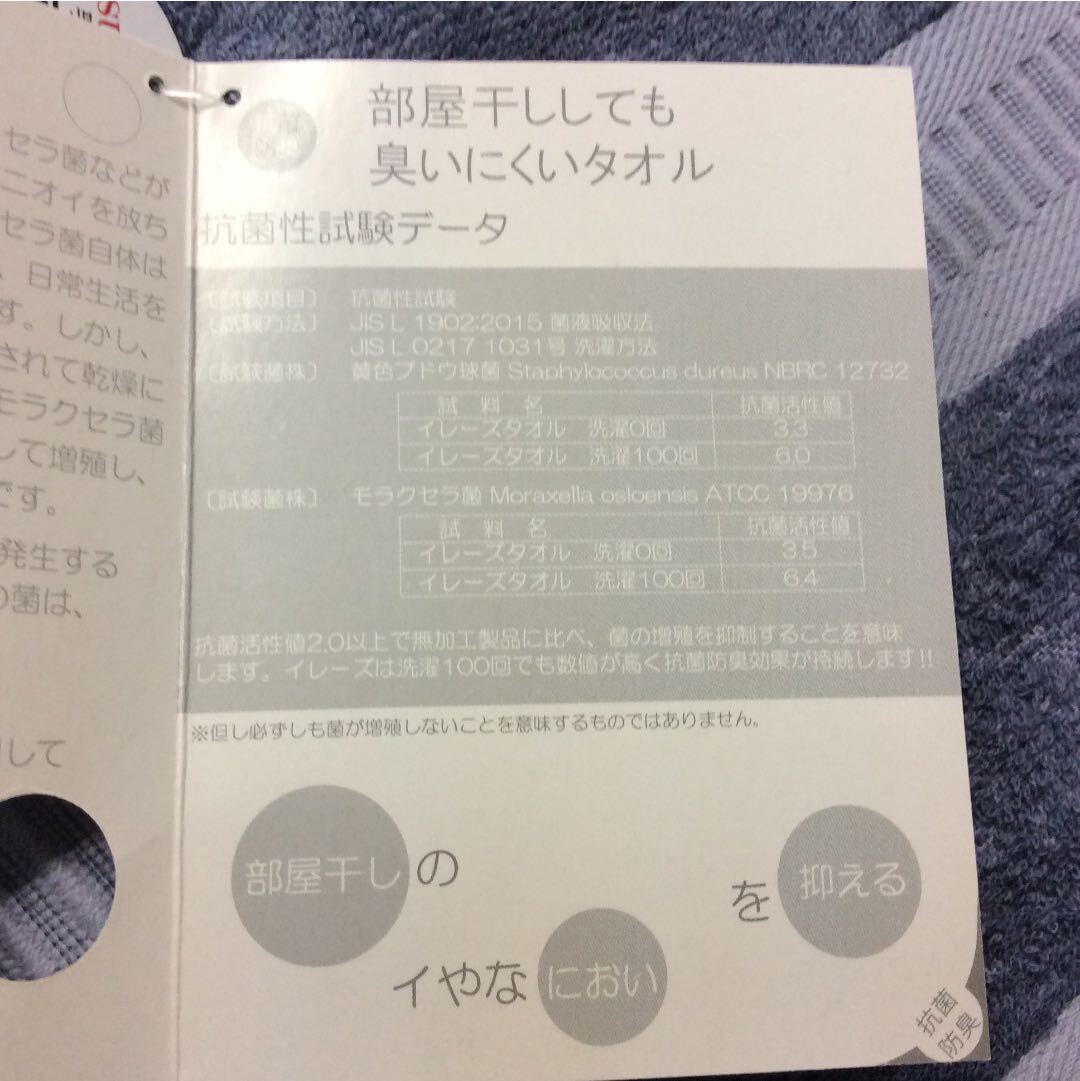 セラ菌などが
ニオイを放ち
セラ菌自体は
、日常生活を
す。しかし、
されて乾燥に
モラクセラ菌
して増殖し、
です。
発生する
の菌は、
して
部屋干ししても
臭いにくいタオル
抗菌性試験データ
〔試験項目〕 抗菌性試験
〔試験方法〕 JIS L 1902:2015 菌液吸収法
JIS L 0217 1031号 洗濯方法
〔試験菌株〕 黄色ブドウ球菌 Staphylococcus dureus NBRC 12732
試 料 名 抗菌活性値
イレーズタオル 洗濯0回 3.3
イレーズタオル 洗濯100回 6.0
〔試験菌株〕 モラクセラ菌 Moraxella osloensis ATCC 19976
試 料 名 抗菌活性値
イレーズタオル 洗濯0回 3.5
イレーズタオル 洗濯100回 6.4
抗菌活性値2.0以上で無加工製品に比べ、菌の増殖を抑制することを意味
します。イレーズは洗濯100回でも数値が高く抗菌防臭効果が持続します!!
※但し必ずしも菌が増殖しないことを意味するものではありません。
部屋干しの
イヤなにおい
を抑える
抗菌
防臭